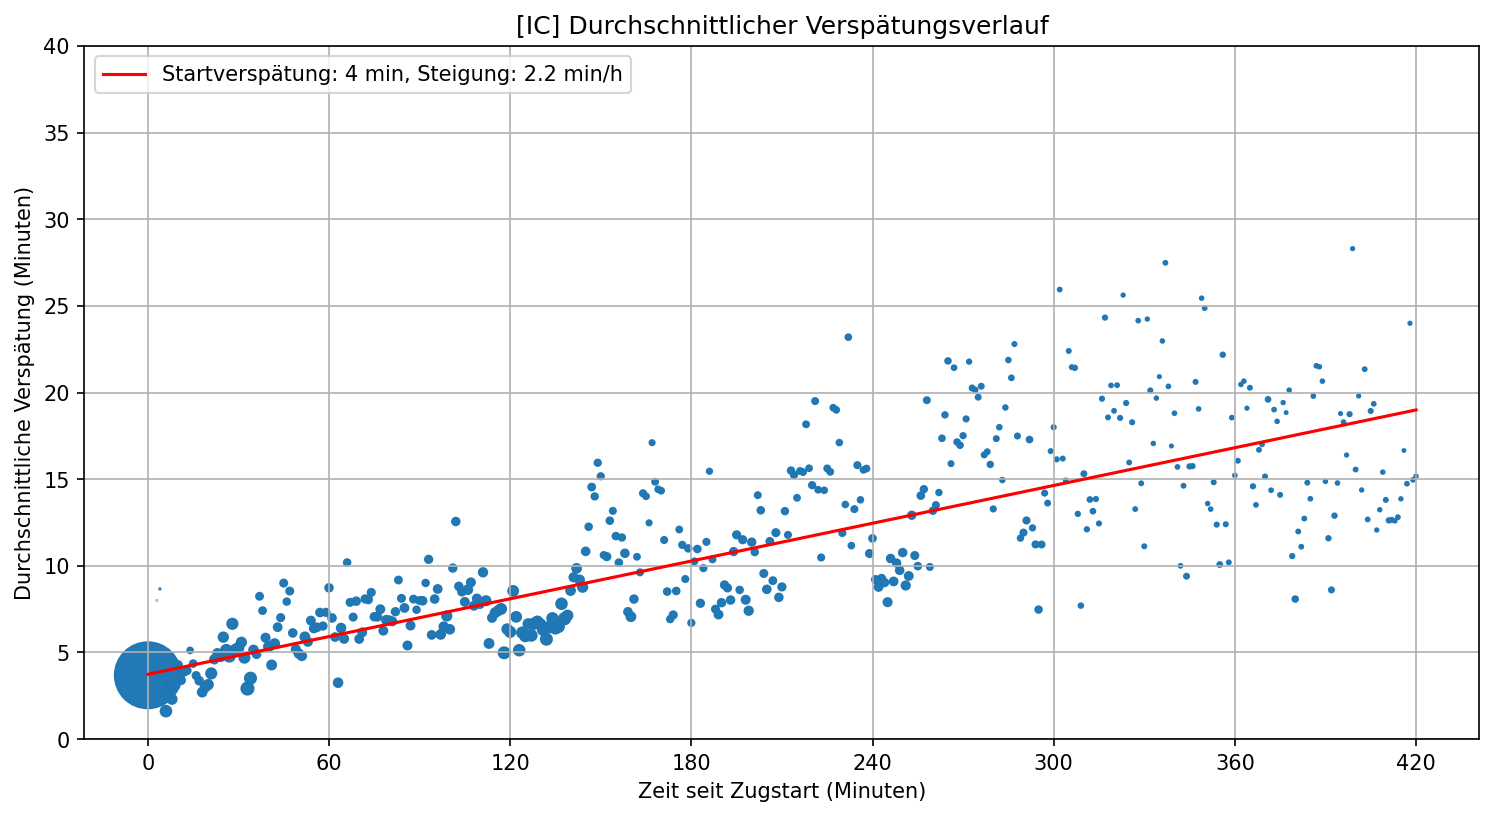 [IC] Durchschnittlicher Verspätungsverlauf
Startverspätung: 4 min, Steigung: 2.2 min/h
Durchschnittliche Verspätung (Minuten)
40
35
30
25
20
15
10
5
0
0 60 120 180 240 300 360 420
Zeit seit Zugstart (Minuten)